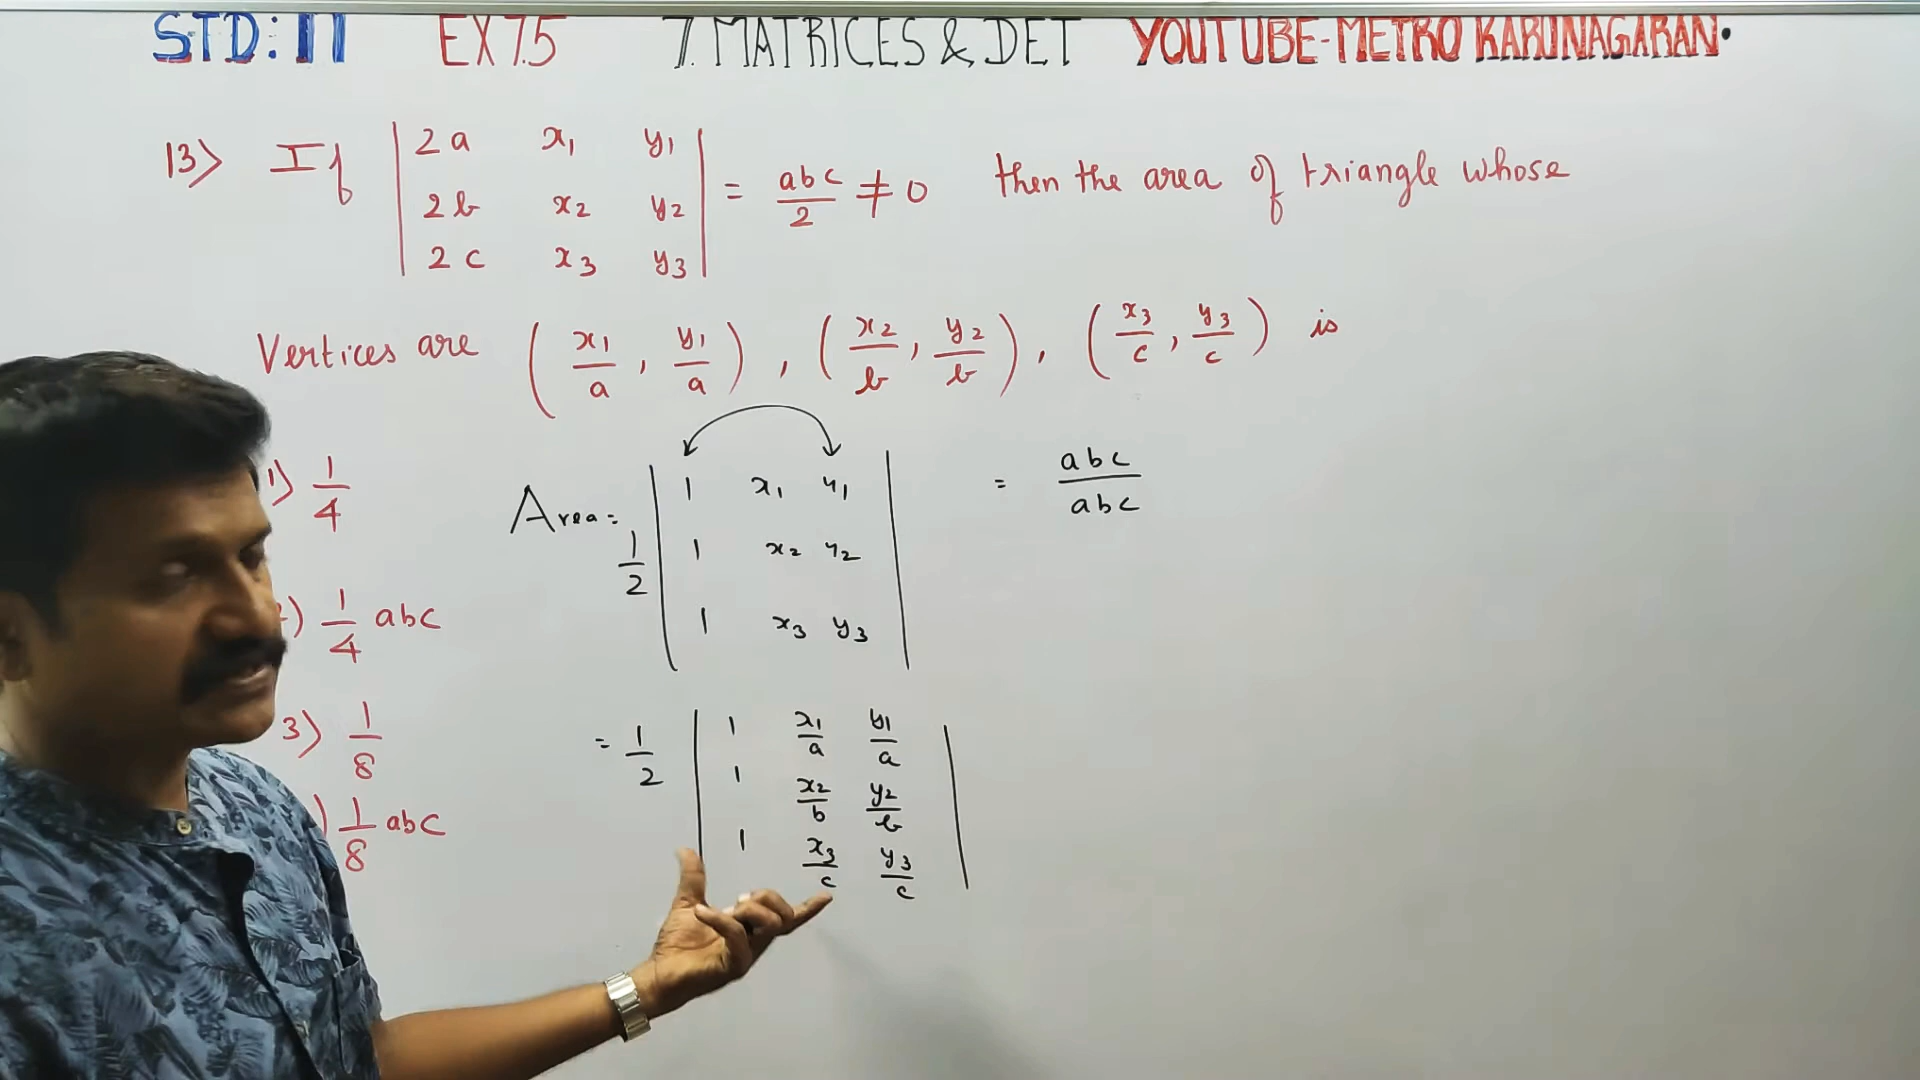 STD: 11 EX 7.5 7. MATRICES & DET YOUTUBE-METRO KARUNAGARAN.
13) If | 2a x₁ y₁ |
| 2b x₂ y₂ | = abc/2 ≠ 0 then the area of triangle whose
| 2c x₃ y₃ |
Vertices are (x₁/a, y₁/a), (x₂/b, y₂/b), (x₃/c, y₃/c) is
1) 1/4
) 1/4 abc
3) 1/8
) 1/8 abc
Area = 1/2 | 1 x₁ y₁ | = abc/abc
| 1 x₂ y₂ |
| 1 x₃ y₃ |
= 1/2 | 1 x₁/a y₁/a |
| 1 x₂/b y₂/b |
| 1 x₃/c y₃/c |